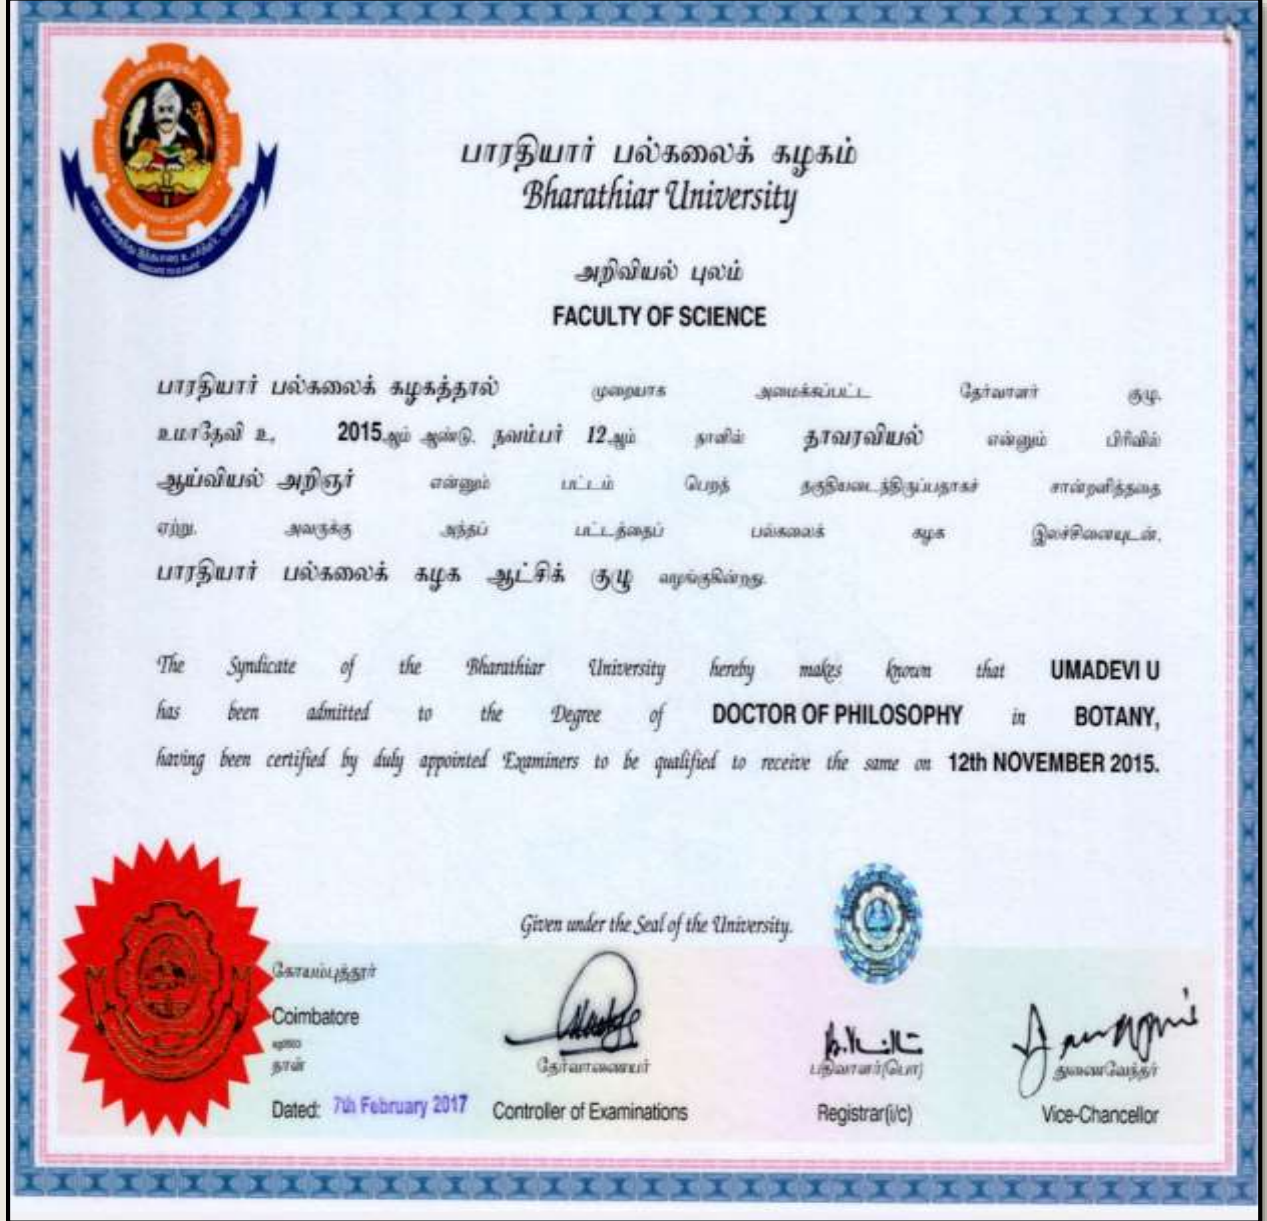 பாரதியார் பல்கலைக் கழகம்
Bharathiar University
அறிவியல் புலம்
FACULTY OF SCIENCE
பாரதியார் பல்கலைக் கழகத்தால் முறையாக அமைக்கப்பட்ட தேர்வாளர் குழு,
உமாதேவி உ, 2015ஆம் ஆண்டு, நவம்பர் 12ஆம் நாளில் தாவரவியல் என்னும் பிரிவில்
ஆய்வியல் அறிஞர் என்னும் பட்டம் பெறத் தகுதியடைந்திருப்பதாகச் சான்றளித்ததை
ஏற்று, அவருக்கு அந்தப் பட்டத்தைப் பல்கலைக் கழக இலச்சினையுடன்,
பாரதியார் பல்கலைக் கழக ஆட்சிக் குழு வழங்குகின்றது.
The Syndicate of the Bharathiar University hereby makes known that UMADEVI U
has been admitted to the Degree of DOCTOR OF PHILOSOPHY in BOTANY,
having been certified by duly appointed Examiners to be qualified to receive the same on 12th NOVEMBER 2015.
Given under the Seal of the University.
கோயம்புத்தூர்
Coimbatore
நாள்
Dated: 7th February 2017
தேர்வாணையர்
Controller of Examinations
பதிவாளர்(பொ)
Registrar(i/c)
துணைவேந்தர்
Vice-Chancellor